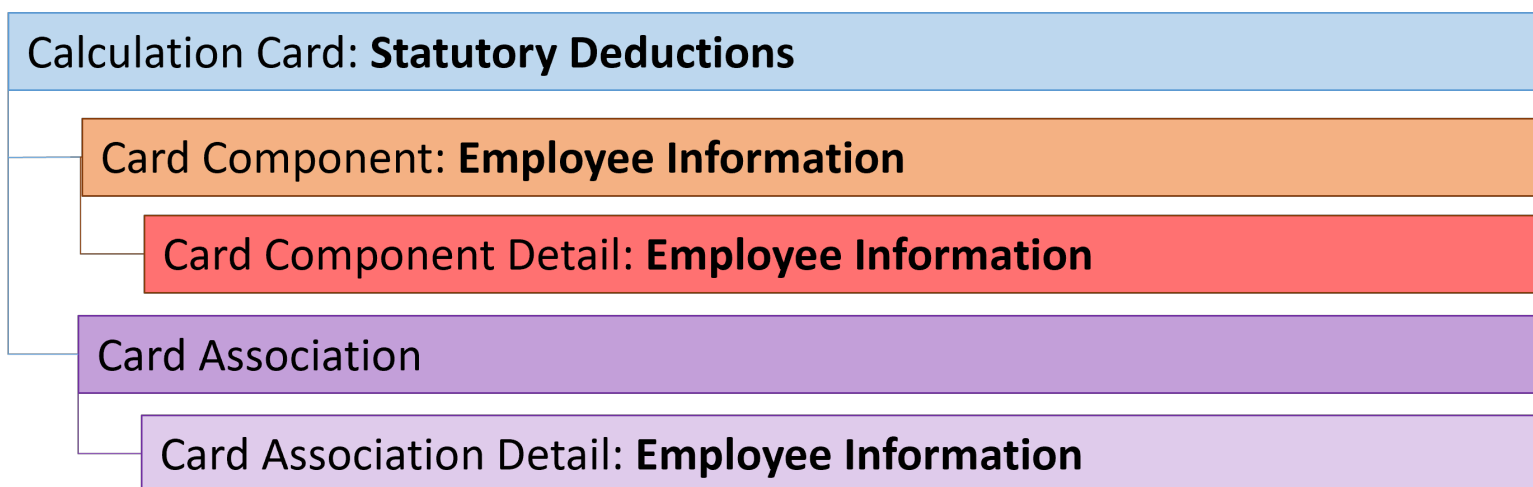 Calculation Card: Statutory Deductions
Card Component: Employee Information
Card Component Detail: Employee Information
Card Association
Card Association Detail: Employee Information